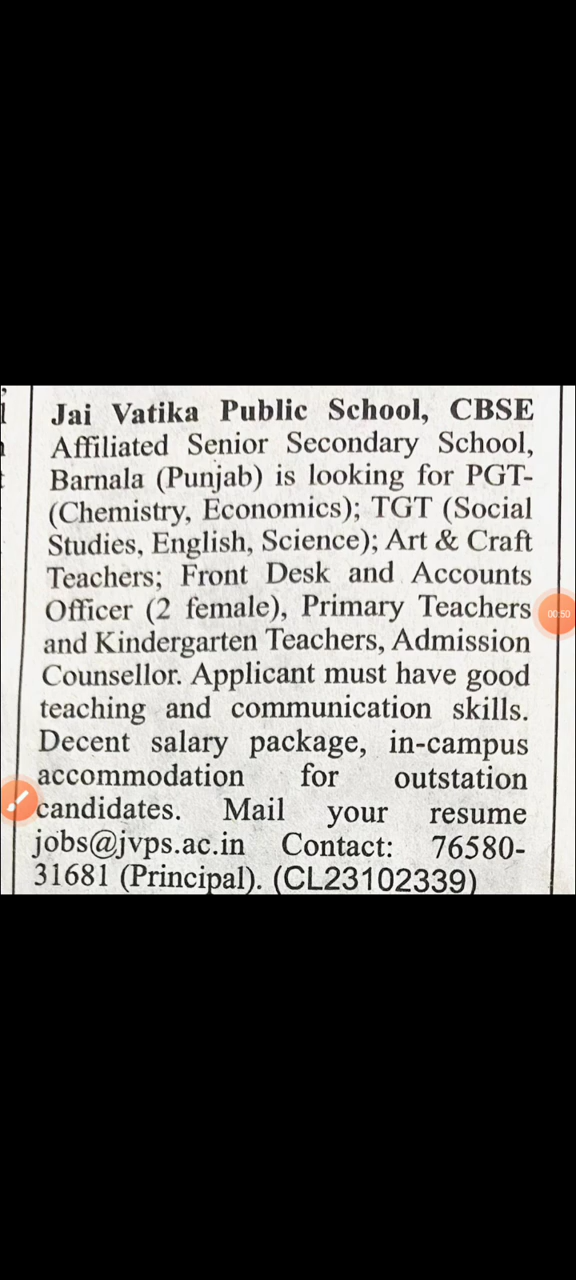 Jai Vatika Public School, CBSE
Affiliated Senior Secondary School,
Barnala (Punjab) is looking for PGT-
(Chemistry, Economics); TGT (Social
Studies, English, Science); Art & Craft
Teachers; Front Desk and Accounts
Officer (2 female), Primary Teachers
00:50
and Kindergarten Teachers, Admission
Counsellor. Applicant must have good
teaching and communication skills.
Decent salary package, in-campus
accommodation for outstation
candidates. Mail your resume
jobs@jvps.ac.in Contact: 76580-
31681 (Principal). (CL23102339)